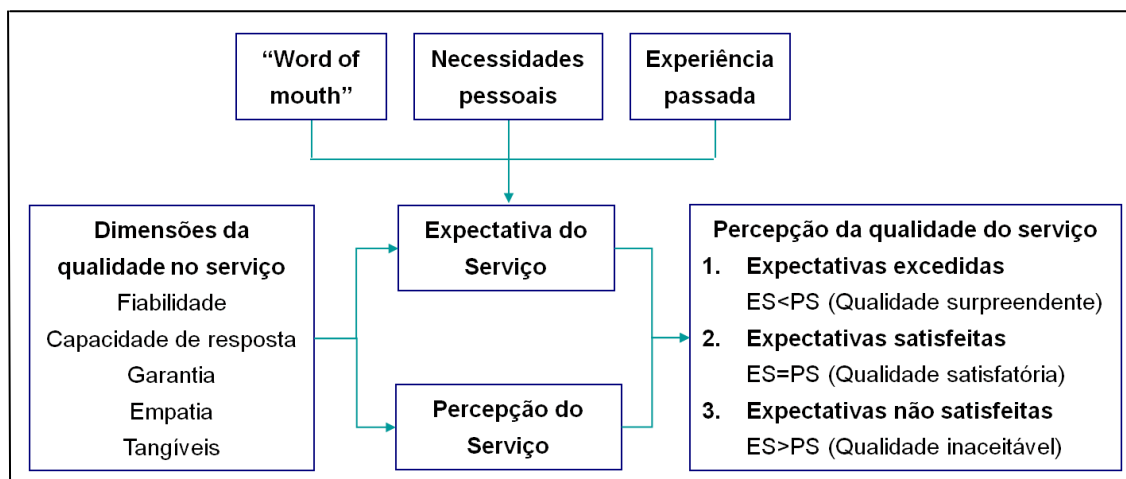 “Word of
mouth”
Necessidades
pessoais
Experiência
passada
Dimensões da
qualidade no serviço
Fiabilidade
Capacidade de resposta
Garantia
Empatia
Tangíveis
Expectativa do
Serviço
Percepção do
Serviço
Percepção da qualidade do serviço
1. Expectativas excedidas
ES<PS (Qualidade surpreendente)
2. Expectativas satisfeitas
ES=PS (Qualidade satisfatória)
3. Expectativas não satisfeitas
ES>PS (Qualidade inaceitável)